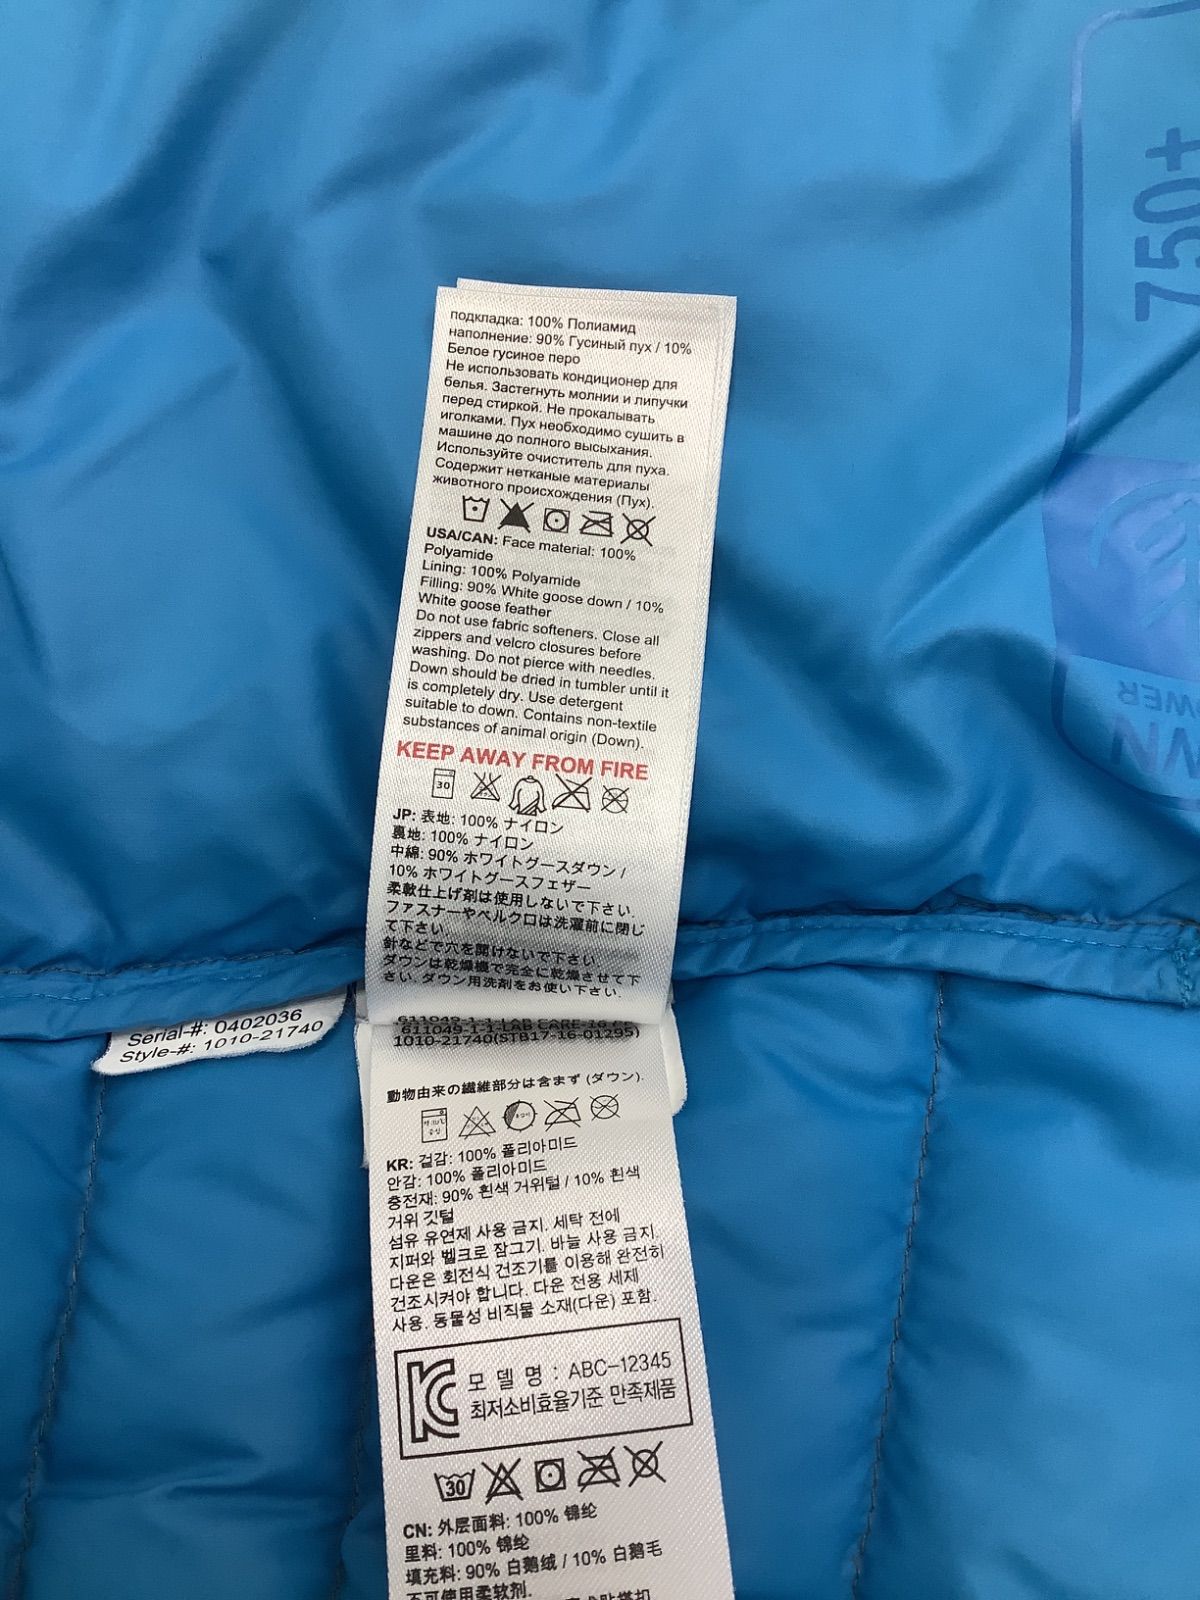 подкладка: 100% Полиамид
наполнение: 90% Гусиный пух / 10%
Белое гусиное перо
Не использовать кондиционер для
белья. Застегнуть молнии и липучки
перед стиркой. Не прокалывать
иголками. Пух необходимо сушить в
машине до полного высыхания.
Используйте очиститель для пуха.
Содержит нетканые материалы
животного происхождения (Пух).
USA/CAN: Face material: 100%
Polyamide
Lining: 100% Polyamide
Filling: 90% White goose down / 10%
White goose feather
Do not use fabric softeners. Close all
zippers and velcro closures before
washing. Do not pierce with needles.
Down should be dried in tumbler until it
is completely dry. Use detergent
suitable to down. Contains non-textile
substances of animal origin (Down).
KEEP AWAY FROM FIRE
30
JP: 表地: 100% ナイロン
裏地: 100% ナイロン
中綿: 90% ホワイトグースダウン /
10% ホワイトグースフェザー
柔軟仕上げ剤は使用しないで下さい.
ファスナーやベルクロは洗濯前に閉じ
て下さい.
針などで穴を開けないで下さい.
ダウンは乾燥機で完全に乾燥させて下
さい. ダウン用洗剤をお使い下さい.
Serial-#: 0402036
Style-#: 1010-21740
1010-21740(STB17-16-01295)
動物由来の繊維部分は含まず (ダウン).
KR: 겉감: 100% 폴리아미드
안감: 100% 폴리아미드
충전재: 90% 흰색 거위털 / 10% 흰색
거위 깃털
섬유 유연제 사용 금지. 세탁 전에
지퍼와 벨크로 잠그기. 바늘 사용 금지.
다운은 회전식 건조기를 이용해 완전히
건조시켜야 합니다. 다운 전용 세제
사용. 동물성 비직물 소재(다운) 포함.
모 델 명 : ABC-12345
최저소비효율기준 만족제품
30
CN: 外层面料: 100% 锦纶
里料: 100% 锦纶
填充料: 90% 白鹅绒 / 10% 白鹅毛
不可使用柔软剂.
750+